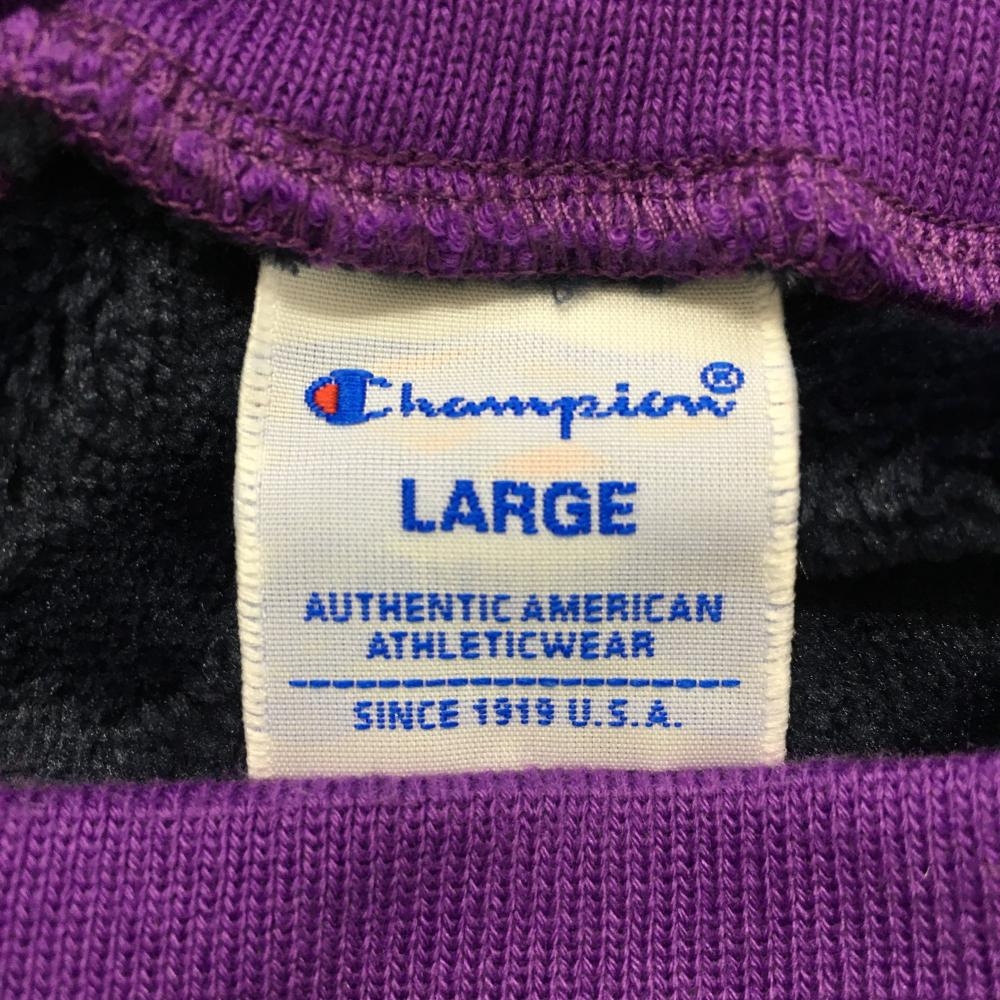 Champion®
LARGE
AUTHENTIC AMERICAN
ATHLETICWEAR
SINCE 1919 U.S.A.